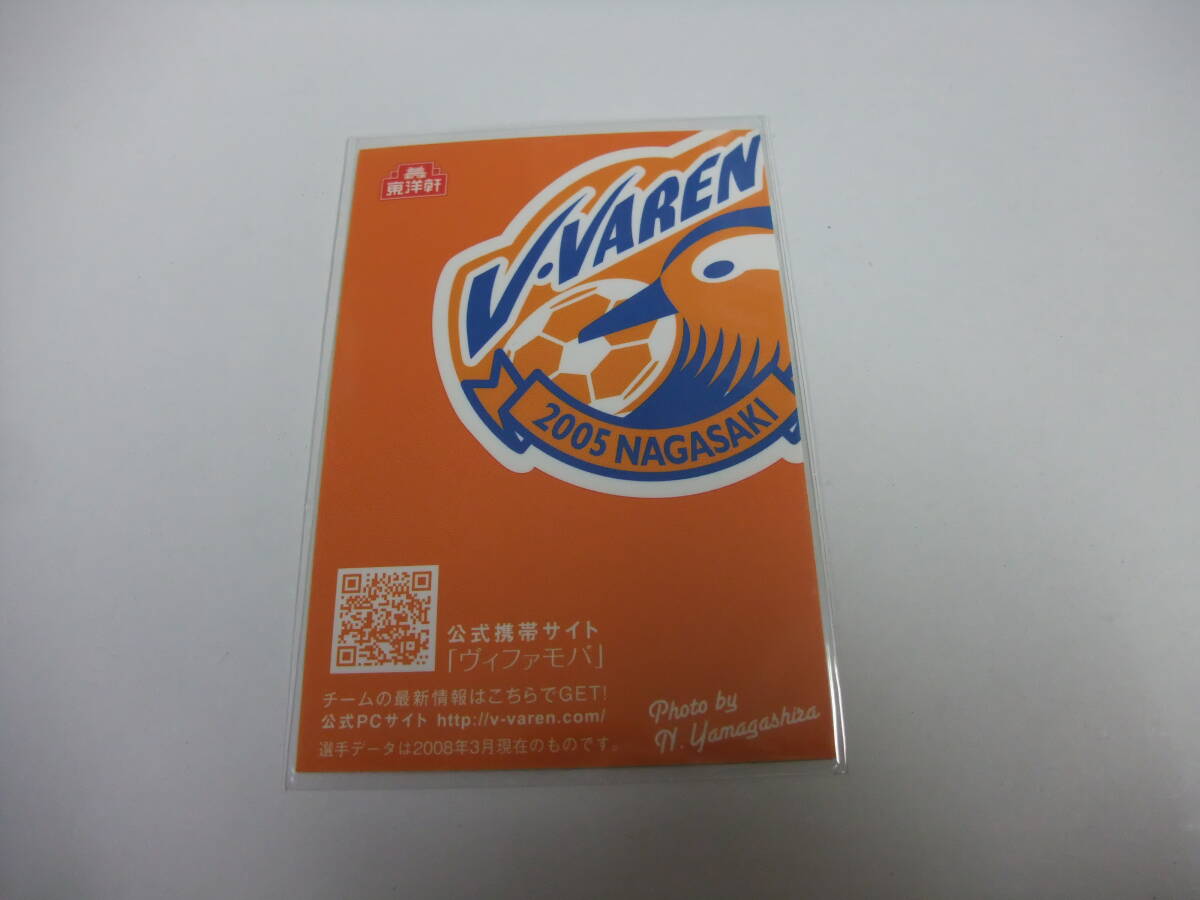 東洋軒
V・VAREN
2005 NAGASAKI
公式携帯サイト
「ヴィファモバ」
チームの最新情報はこちらでGET!
公式PCサイト http://v-varen.com/
選手データは2008年3月現在のものです。
Photo by
N. Yamagashira